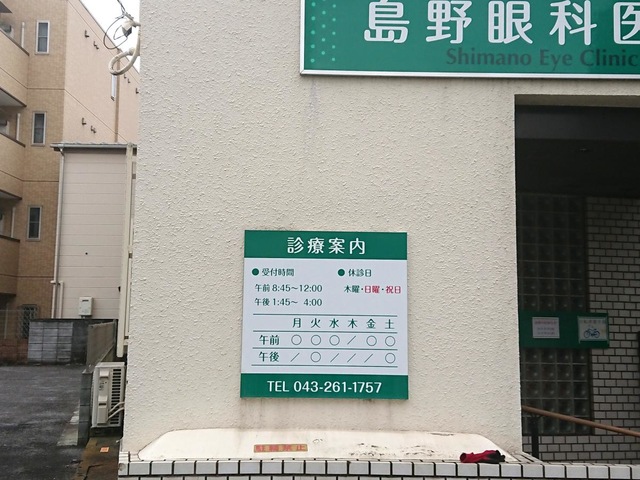 島野眼科医
Shimano Eye Clinic
診療案内
●受付時間
午前 8:45～12:00
午後 1:45～ 4:00
●休診日
木曜・日曜・祝日
月 火 水 木 金 土
午前 ○ ○ ○ ／ ○ ○
午後 ／ ○ ／ ／ ／ ○
TEL 043-261-1757